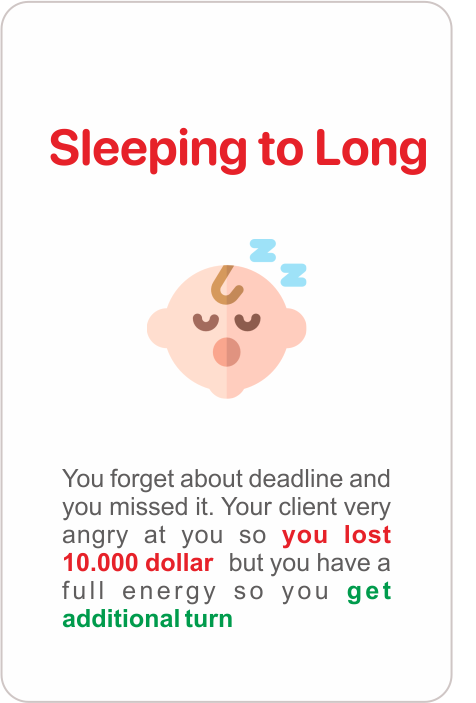 Sleeping to Long
You forget about deadline and
you missed it. Your client very
angry at you so you lost
10.000 dollar but you have a
full energy so you get
additional turn